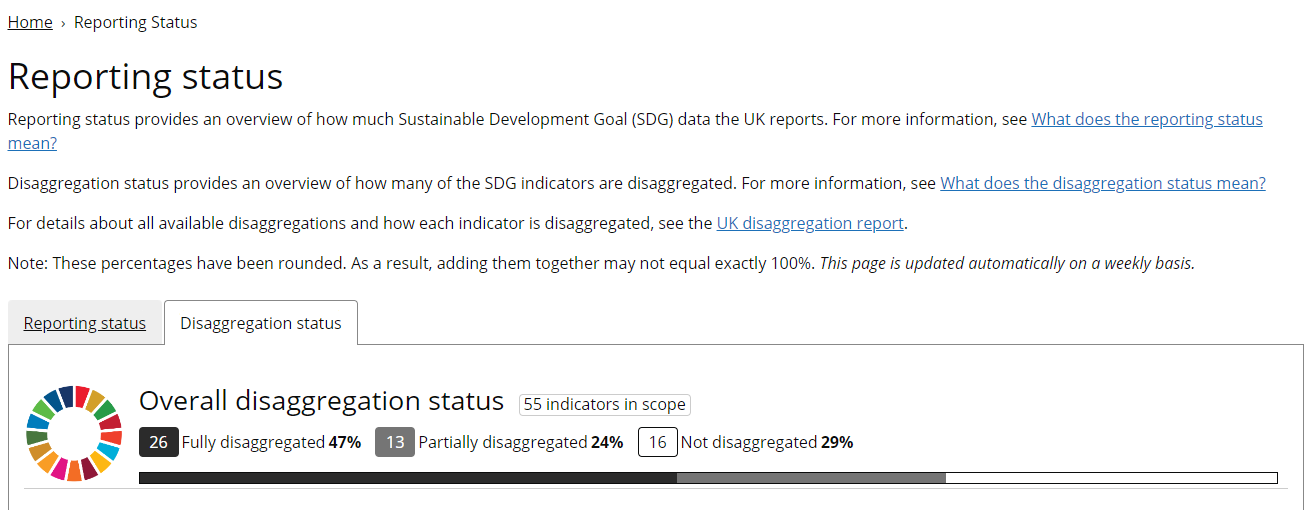 Home › Reporting Status
Reporting status
Reporting status provides an overview of how much Sustainable Development Goal (SDG) data the UK reports. For more information, see What does the reporting status
mean?
Disaggregation status provides an overview of how many of the SDG indicators are disaggregated. For more information, see What does the disaggregation status mean?
For details about all available disaggregations and how each indicator is disaggregated, see the UK disaggregation report.
Note: These percentages have been rounded. As a result, adding them together may not equal exactly 100%. This page is updated automatically on a weekly basis.
Reporting status Disaggregation status
Overall disaggregation status 55 indicators in scope
26 Fully disaggregated 47% 13 Partially disaggregated 24% 16 Not disaggregated 29%